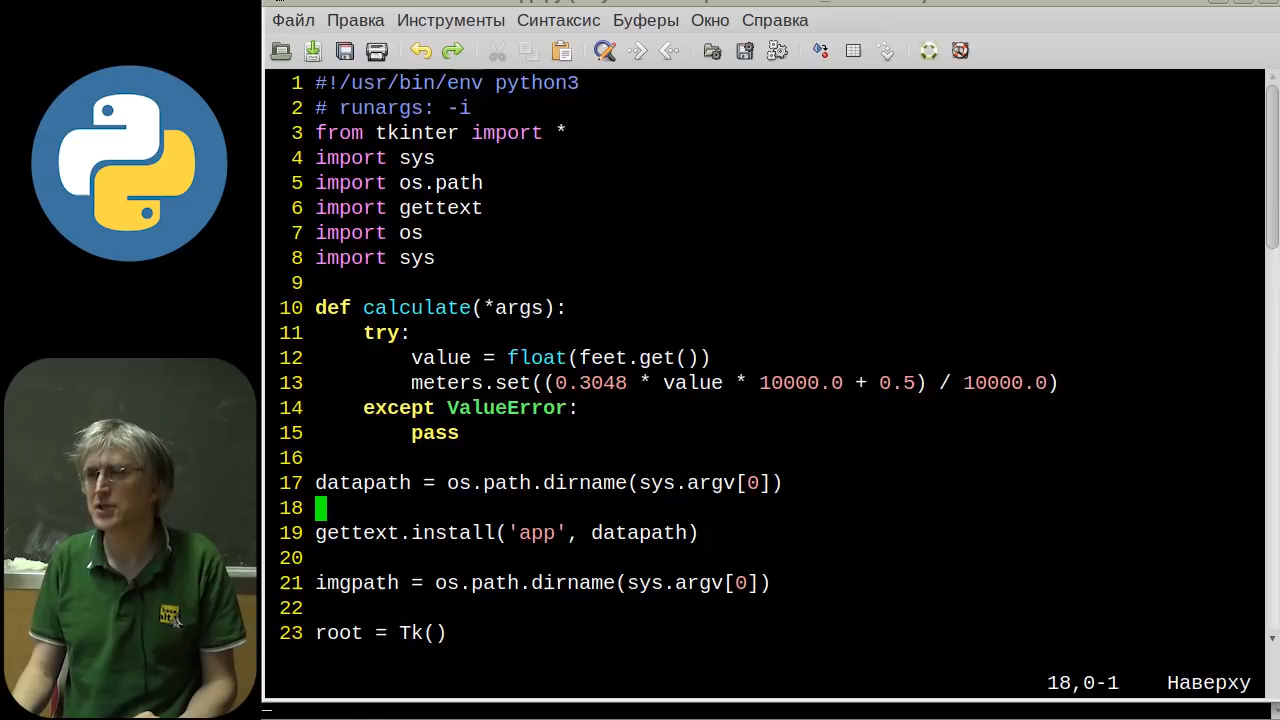 Файл Правка Инструменты Синтаксис Буферы Окно Справка
1 #!/usr/bin/env python3
2 # runargs: -i
3 from tkinter import *
4 import sys
5 import os.path
6 import gettext
7 import os
8 import sys
9
10 def calculate(*args):
11     try:
12         value = float(feet.get())
13         meters.set((0.3048 * value * 10000.0 + 0.5) / 10000.0)
14     except ValueError:
15         pass
16
17 datapath = os.path.dirname(sys.argv[0])
18
19 gettext.install('app', datapath)
20
21 imgpath = os.path.dirname(sys.argv[0])
22
23 root = Tk()
18,0-1 Наверху